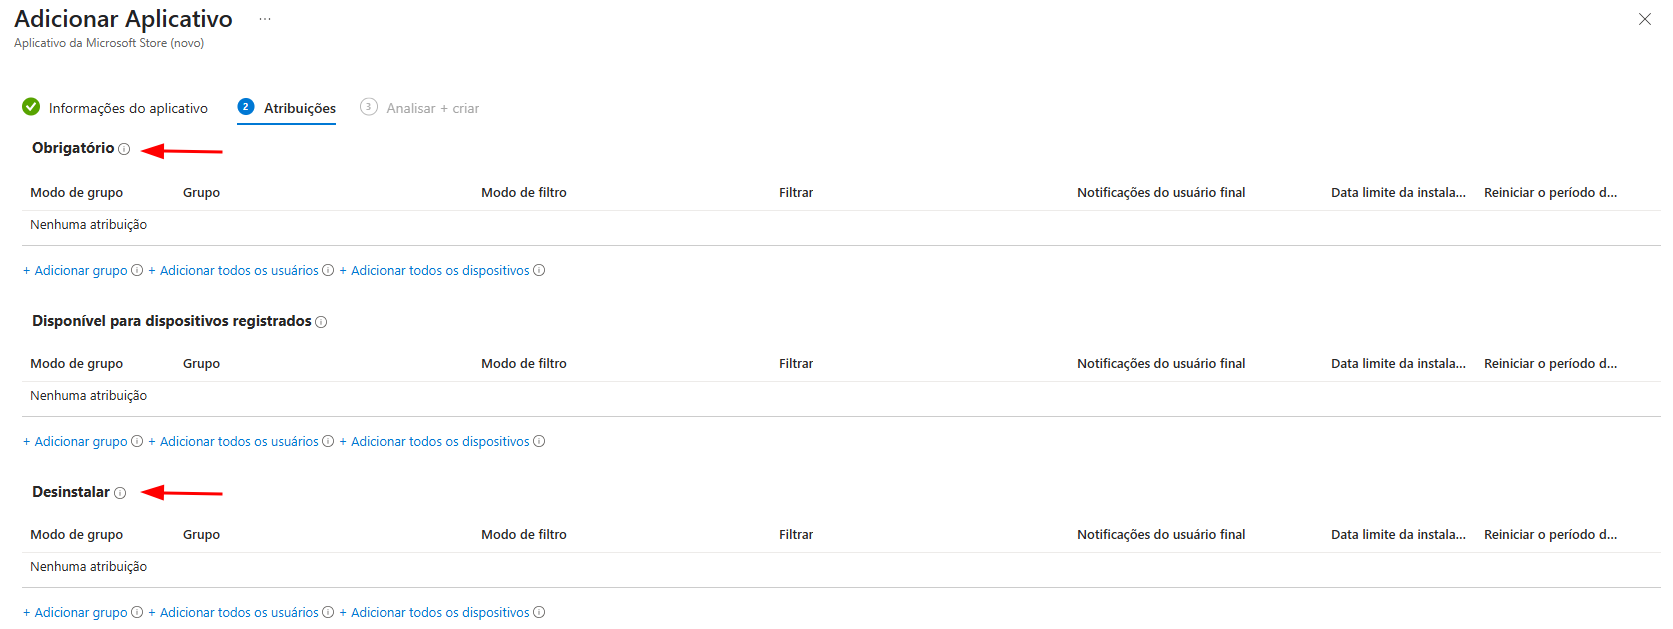 Adicionar Aplicativo ...
Aplicativo da Microsoft Store (novo)
Informações do aplicativo 2 Atribuições 3 Analisar + criar
Obrigatório
Modo de grupo Grupo Modo de filtro Filtrar Notificações do usuário final Data limite da instala... Reiniciar o período d...
Nenhuma atribuição
+ Adicionar grupo + Adicionar todos os usuários + Adicionar todos os dispositivos
Disponível para dispositivos registrados
Modo de grupo Grupo Modo de filtro Filtrar Notificações do usuário final Data limite da instala... Reiniciar o período d...
Nenhuma atribuição
+ Adicionar grupo + Adicionar todos os usuários + Adicionar todos os dispositivos
Desinstalar
Modo de grupo Grupo Modo de filtro Filtrar Notificações do usuário final Data limite da instala... Reiniciar o período d...
Nenhuma atribuição
+ Adicionar grupo + Adicionar todos os usuários + Adicionar todos os dispositivos